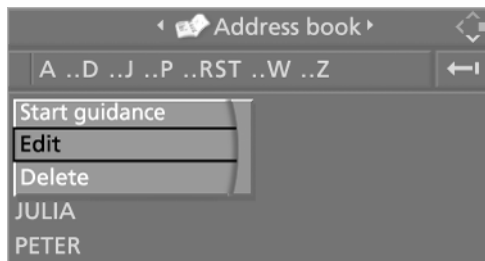 Address book
A ..D ..J ..P ..RST ..W ..Z
Start guidance
Edit
Delete
JULIA
PETER